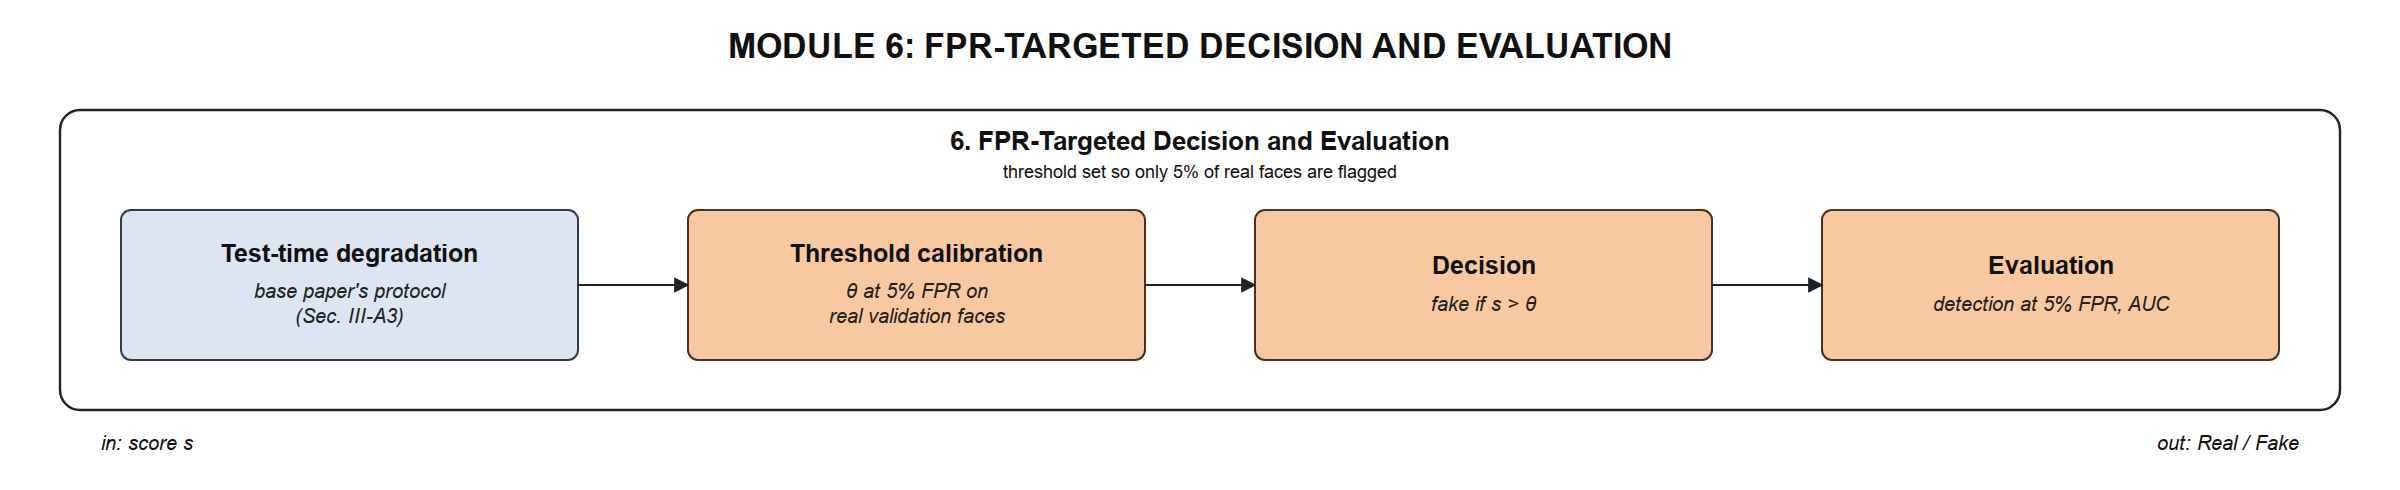 MODULE 6: FPR-TARGETED DECISION AND EVALUATION
6. FPR-Targeted Decision and Evaluation
threshold set so only 5% of real faces are flagged
Test-time degradation
base paper's protocol
(Sec. III-A3)
Threshold calibration
θ at 5% FPR on
real validation faces
Decision
fake if s > θ
Evaluation
detection at 5% FPR, AUC
in: score s
out: Real / Fake